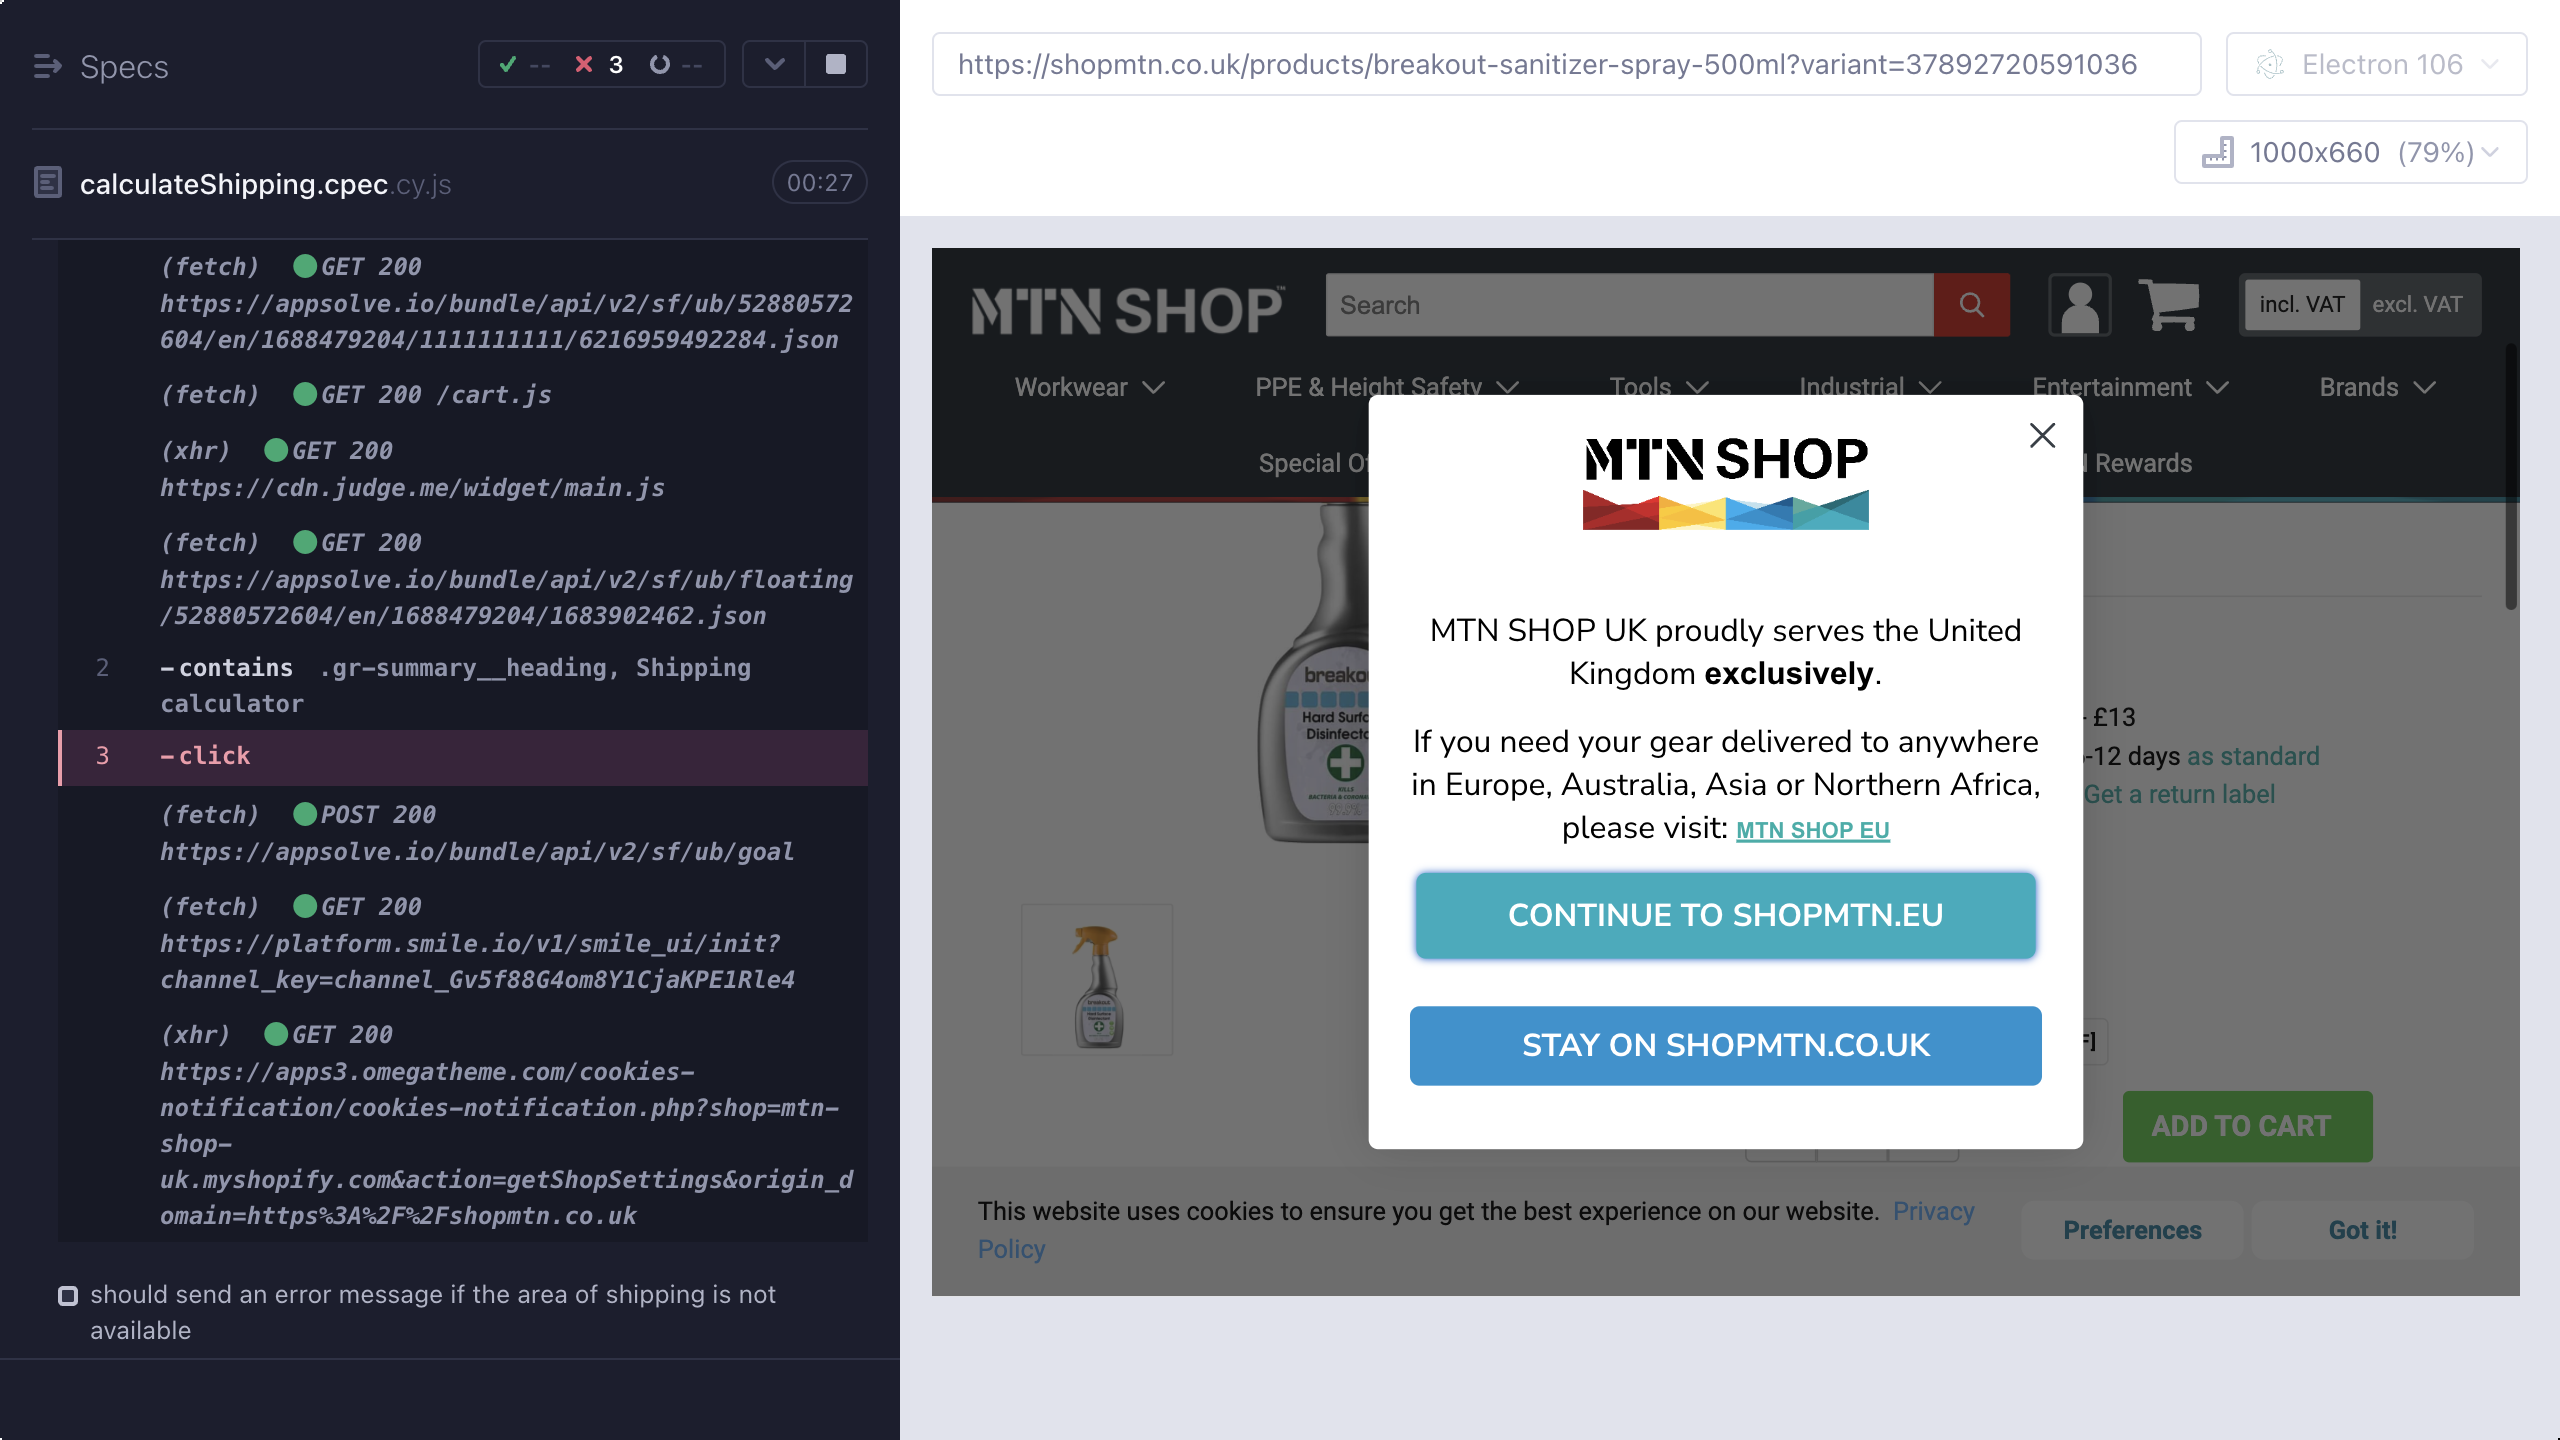 Specs
-- 3 --
calculateShipping.cpec.cy.js
00:27
(fetch) GET 200
https://appsolve.io/bundle/api/v2/sf/ub/52880572
604/en/1688479204/1111111111/6216959492284.json
(fetch) GET 200 /cart.js
(xhr) GET 200
https://cdn.judge.me/widget/main.js
(fetch) GET 200
https://appsolve.io/bundle/api/v2/sf/ub/floating
/52880572604/en/1688479204/1683902462.json
2 -contains .gr-summary__heading, Shipping
calculator
3 -click
(fetch) POST 200
https://appsolve.io/bundle/api/v2/sf/ub/goal
(fetch) GET 200
https://platform.smile.io/v1/smile_ui/init?
channel_key=channel_Gv5f88G4om8Y1CjaKPE1Rle4
(xhr) GET 200
https://apps3.omegatheme.com/cookies-
notification/cookies-notification.php?shop=mtn-
shop-
uk.myshopify.com&action=getShopSettings&origin_d
omain=https%3A%2F%2Fshopmtn.co.uk
should send an error message if the area of shipping is not
available
https://shopmtn.co.uk/products/breakout-sanitizer-spray-500ml?variant=37892720591036
Electron 106
1000x660 (79%)
MTN SHOP™
Search
incl. VAT excl. VAT
Workwear PPE & Height Safety Tools Industrial Entertainment Brands
Special Of
Rewards
MTN SHOP
MTN SHOP UK proudly serves the United
Kingdom exclusively.
If you need your gear delivered to anywhere
in Europe, Australia, Asia or Northern Africa,
please visit: MTN SHOP EU
CONTINUE TO SHOPMTN.EU
STAY ON SHOPMTN.CO.UK
breako
Hard Surfa
Disinfecta
KILLS
£13
-12 days as standard
Get a return label
F]
ADD TO CART
This website uses cookies to ensure you get the best experience on our website. Privacy
Policy
Preferences
Got it!